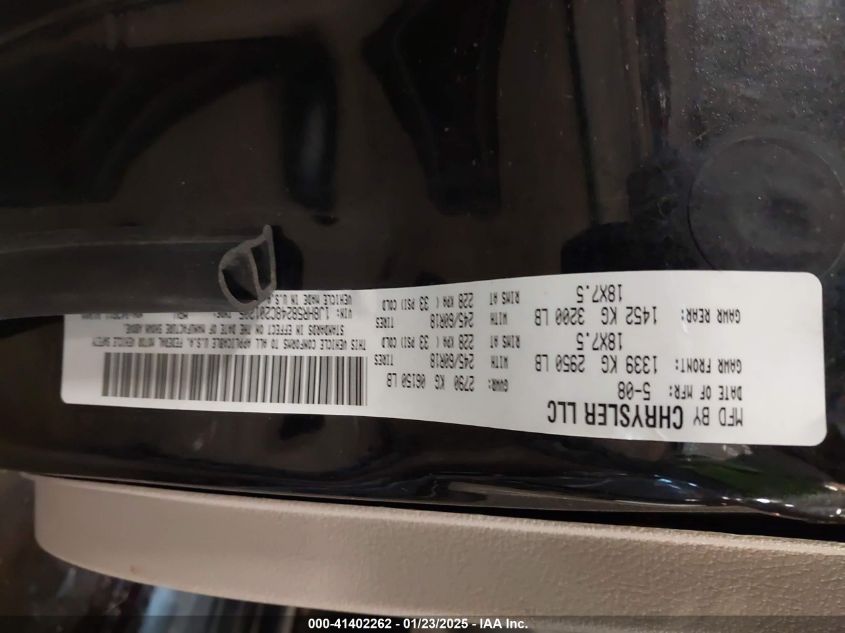 MFD BY CHRYSLER LLC
DATE OF MFR: 5-08 GVWR: 2790 KG 06150 LB
GAWR FRONT: 1339 KG 2950 LB WITH TIRES 245/60R18
18X7.5 RIMS AT 228 KPA ( 33 PSI) COLD
GAWR REAR: 1452 KG 3200 LB WITH TIRES 245/60R18
18X7.5 RIMS AT 228 KPA ( 33 PSI) COLD
THIS VEHICLE CONFORMS TO ALL APPLICABLE U.S.A. FEDERAL MOTOR VEHICLE SAFETY
STANDARDS IN EFFECT ON THE DATE OF MANUFACTURE SHOWN ABOVE.
VIN: TYPE: MPV
VEHICLE MADE IN U.S.A.
000-41402262 - 01/23/2025 - IAA Inc.